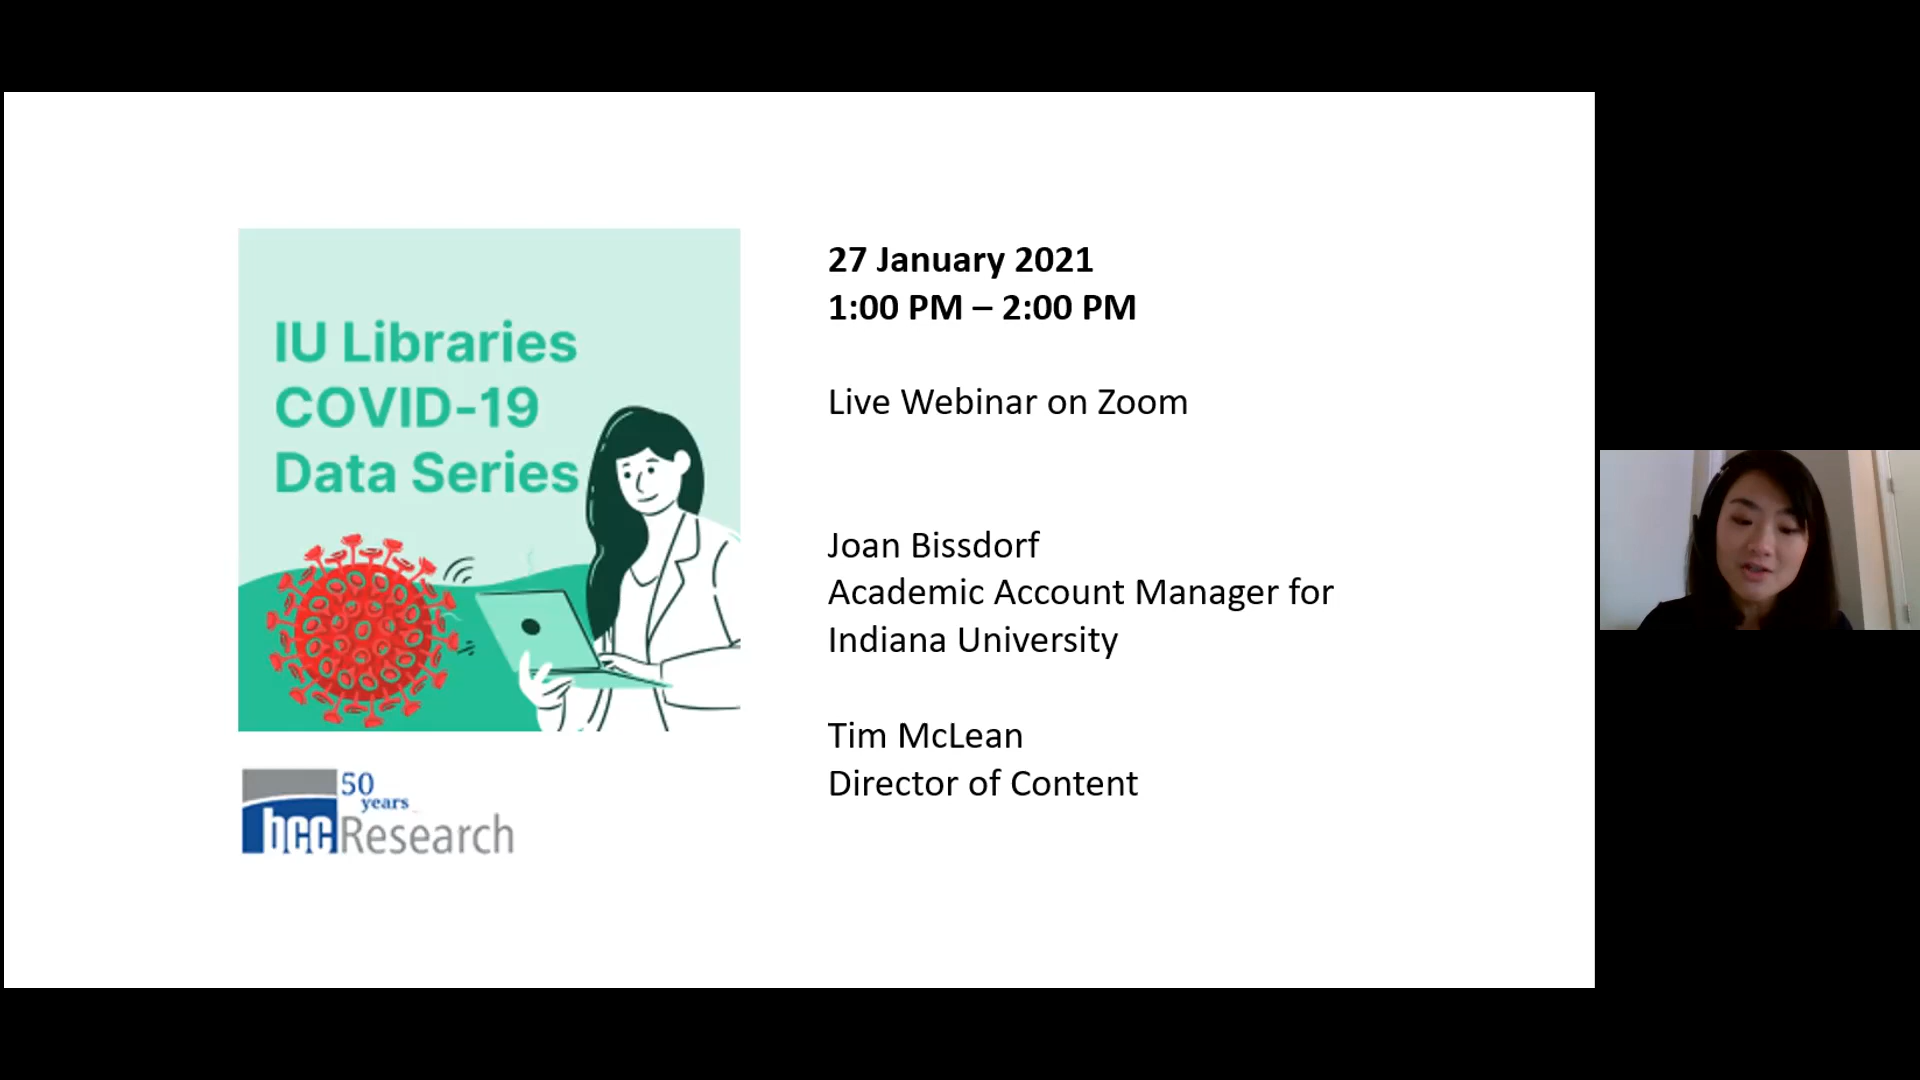 IU Libraries
COVID-19
Data Series
50
years
bcc Research
27 January 2021
1:00 PM – 2:00 PM
Live Webinar on Zoom
Joan Bissdorf
Academic Account Manager for
Indiana University
Tim McLean
Director of Content